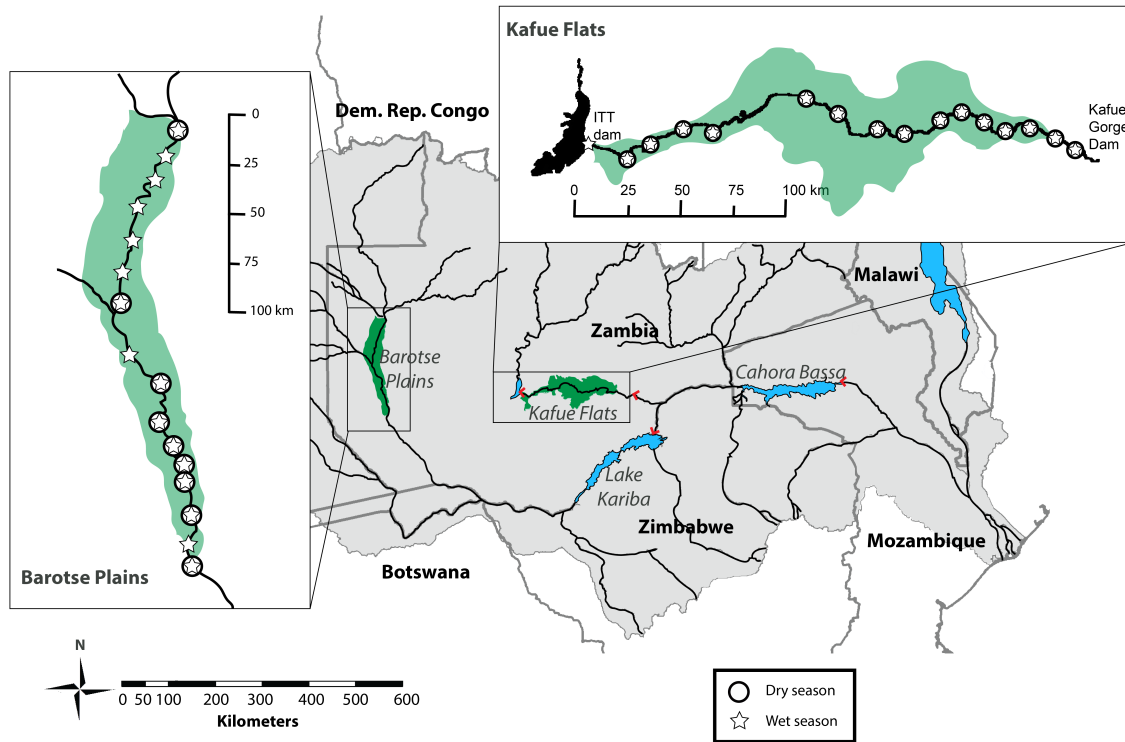 Kafue Flats
ITT
dam
Kafue
Gorge
Dam
0 25 50 75 100 km
0
25
50
75
100 km
Barotse Plains
Dem. Rep. Congo
Malawi
Zambia
Barotse
Plains
Cahora Bassa
Kafue Flats
Lake
Kariba
Zimbabwe
Mozambique
Botswana
N
0 50 100 200 300 400 500 600
Kilometers
Dry season
Wet season